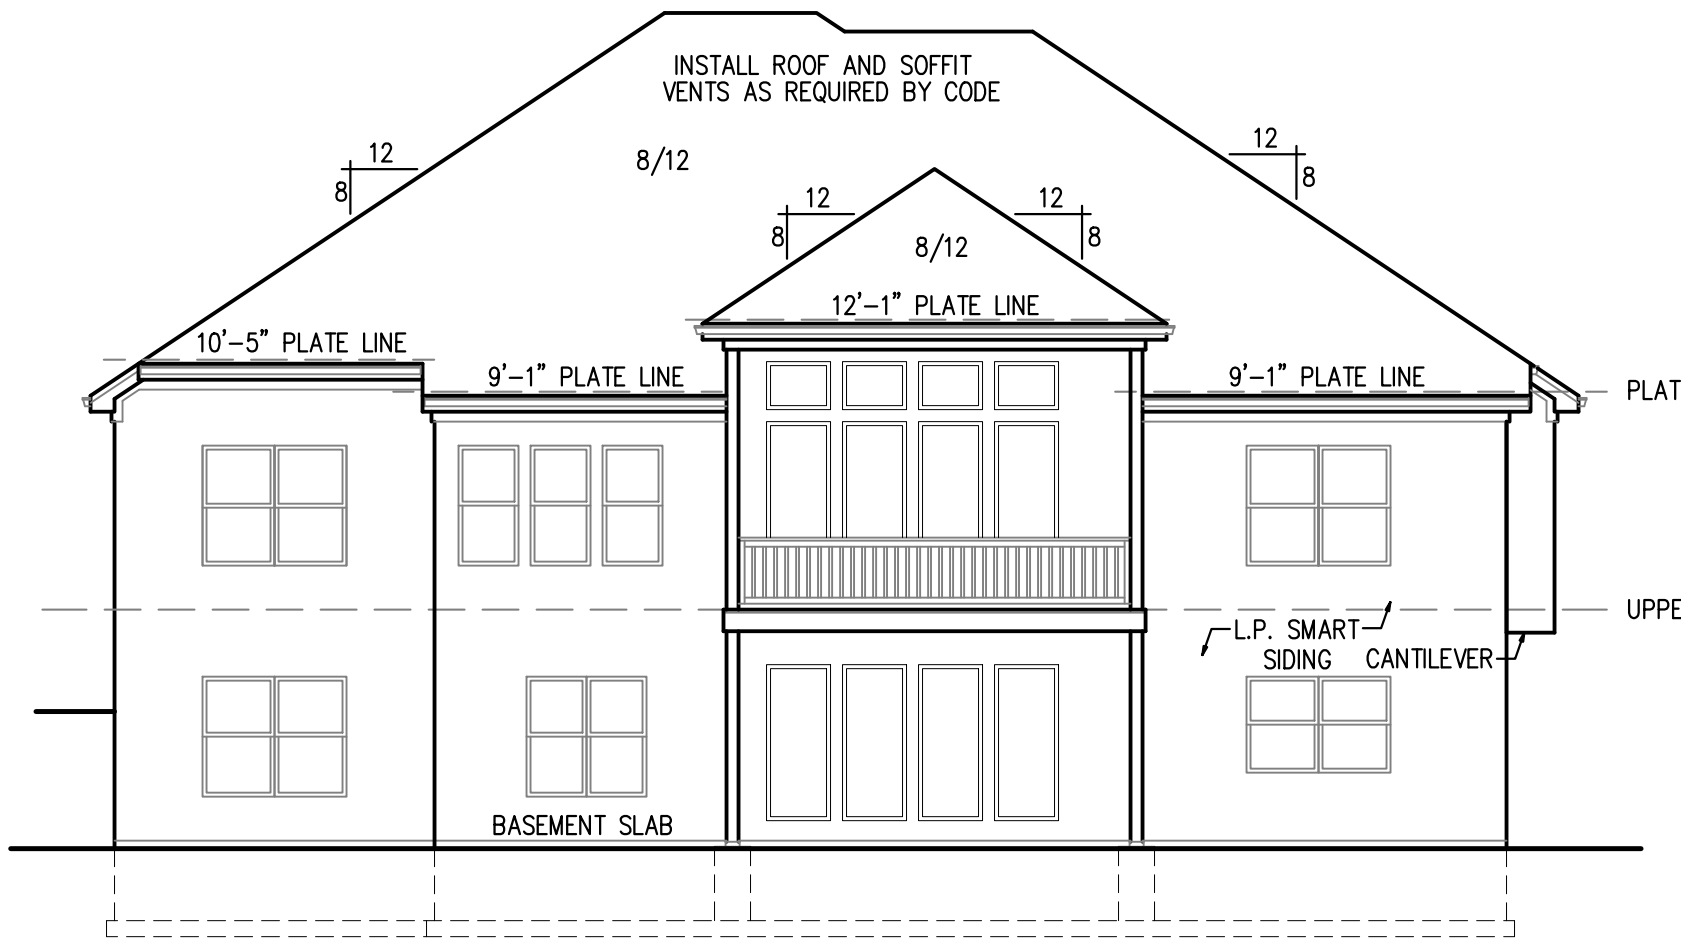 INSTALL ROOF AND SOFFIT
VENTS AS REQUIRED BY CODE
12
8
8/12
12
8
12
8
12
8
8/12
12'-1" PLATE LINE
10'-5" PLATE LINE
9'-1" PLATE LINE
9'-1" PLATE LINE
PLAT
UPPE
L.P. SMART
SIDING
CANTILEVER
BASEMENT SLAB